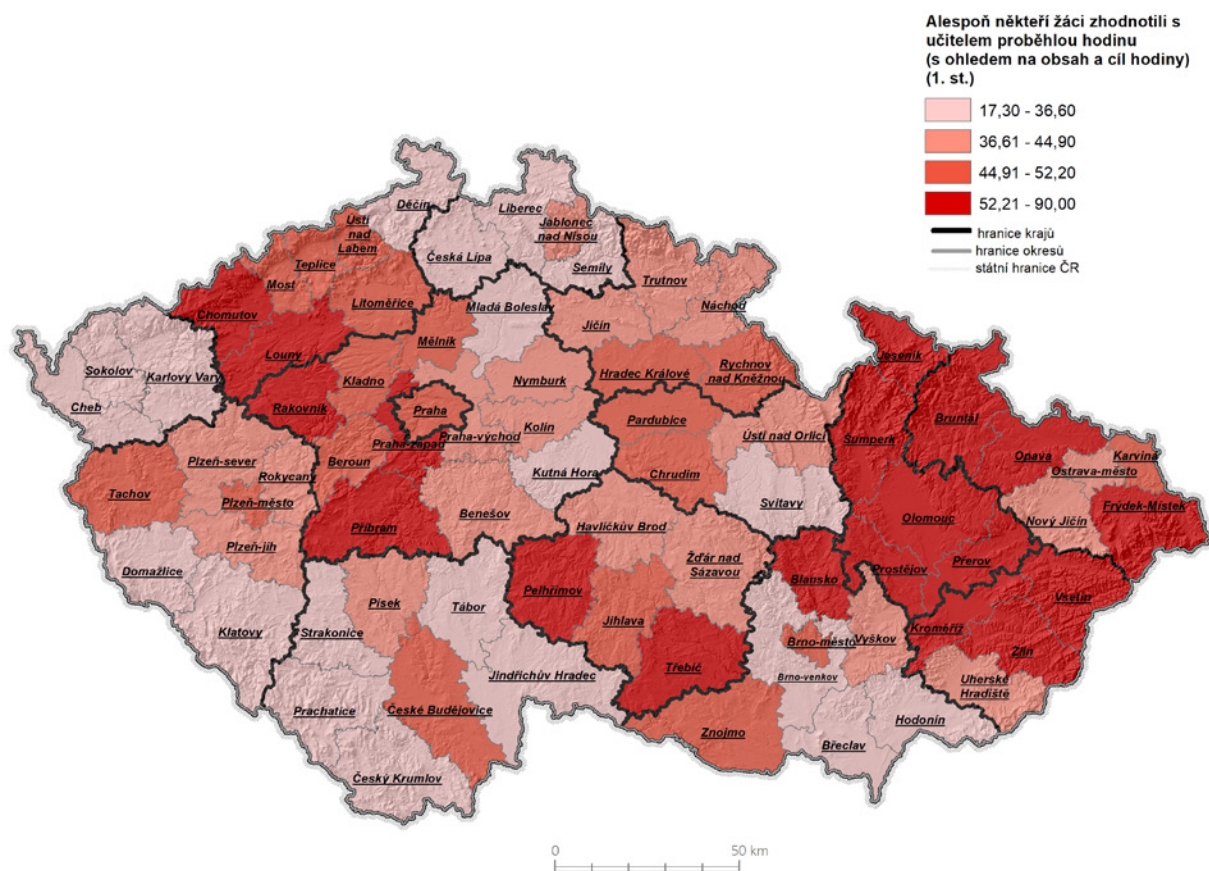 Alespoň někteří žáci zhodnotili s
učitelem proběhlou hodinu
(s ohledem na obsah a cíl hodiny)
(1. st.)
17,30 - 36,60
36,61 - 44,90
44,91 - 52,20
52,21 - 90,00
hranice krajů
hranice okresů
státní hranice ČR
Děčín
Liberec
Ústí
nad
Labem
Jablonec
nad Nisou
Česká Lípa
Semily
Teplice
Most
Trutnov
Litoměřice
Mladá Boleslav
Náchod
Chomutov
Jičín
Mělník
Louny
Jeseník
Sokolov
Karlovy Vary
Kladno
Nymburk
Hradec Králové
Rychnov
nad Kněžnou
Cheb
Rakovník
Praha
Pardubice
Bruntál
Kolín
Praha-východ
Praha-západ
Ústí nad Orlicí
Šumperk
Opava
Karviná
Ostrava-město
Plzeň-sever
Beroun
Rokycany
Kutná Hora
Chrudim
Tachov
Plzeň-město
Svitavy
Frýdek-Místek
Benešov
Olomouc
Nový Jičín
Příbram
Havlíčkův Brod
Plzeň-jih
Žďár nad
Sázavou
Přerov
Domažlice
Prostějov
Blansko
Pelhřimov
Vsetín
Písek
Tábor
Jihlava
Klatovy
Strakonice
Kroměříž
Brno-město
Vyškov
Zlín
Třebíč
Jindřichův Hradec
Brno-venkov
Uherské
Hradiště
Prachatice
České Budějovice
Hodonín
Znojmo
Břeclav
Český Krumlov
0
50 km